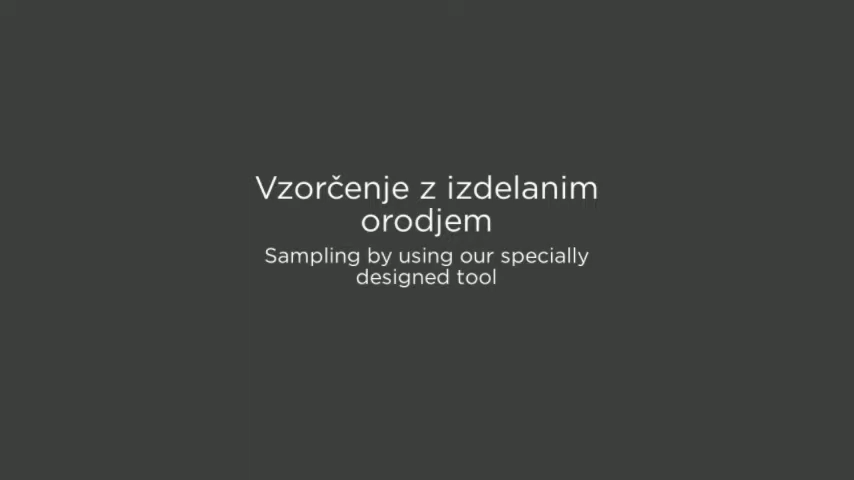 Vzorčenje z izdelanim
orodjem
Sampling by using our specially
designed tool